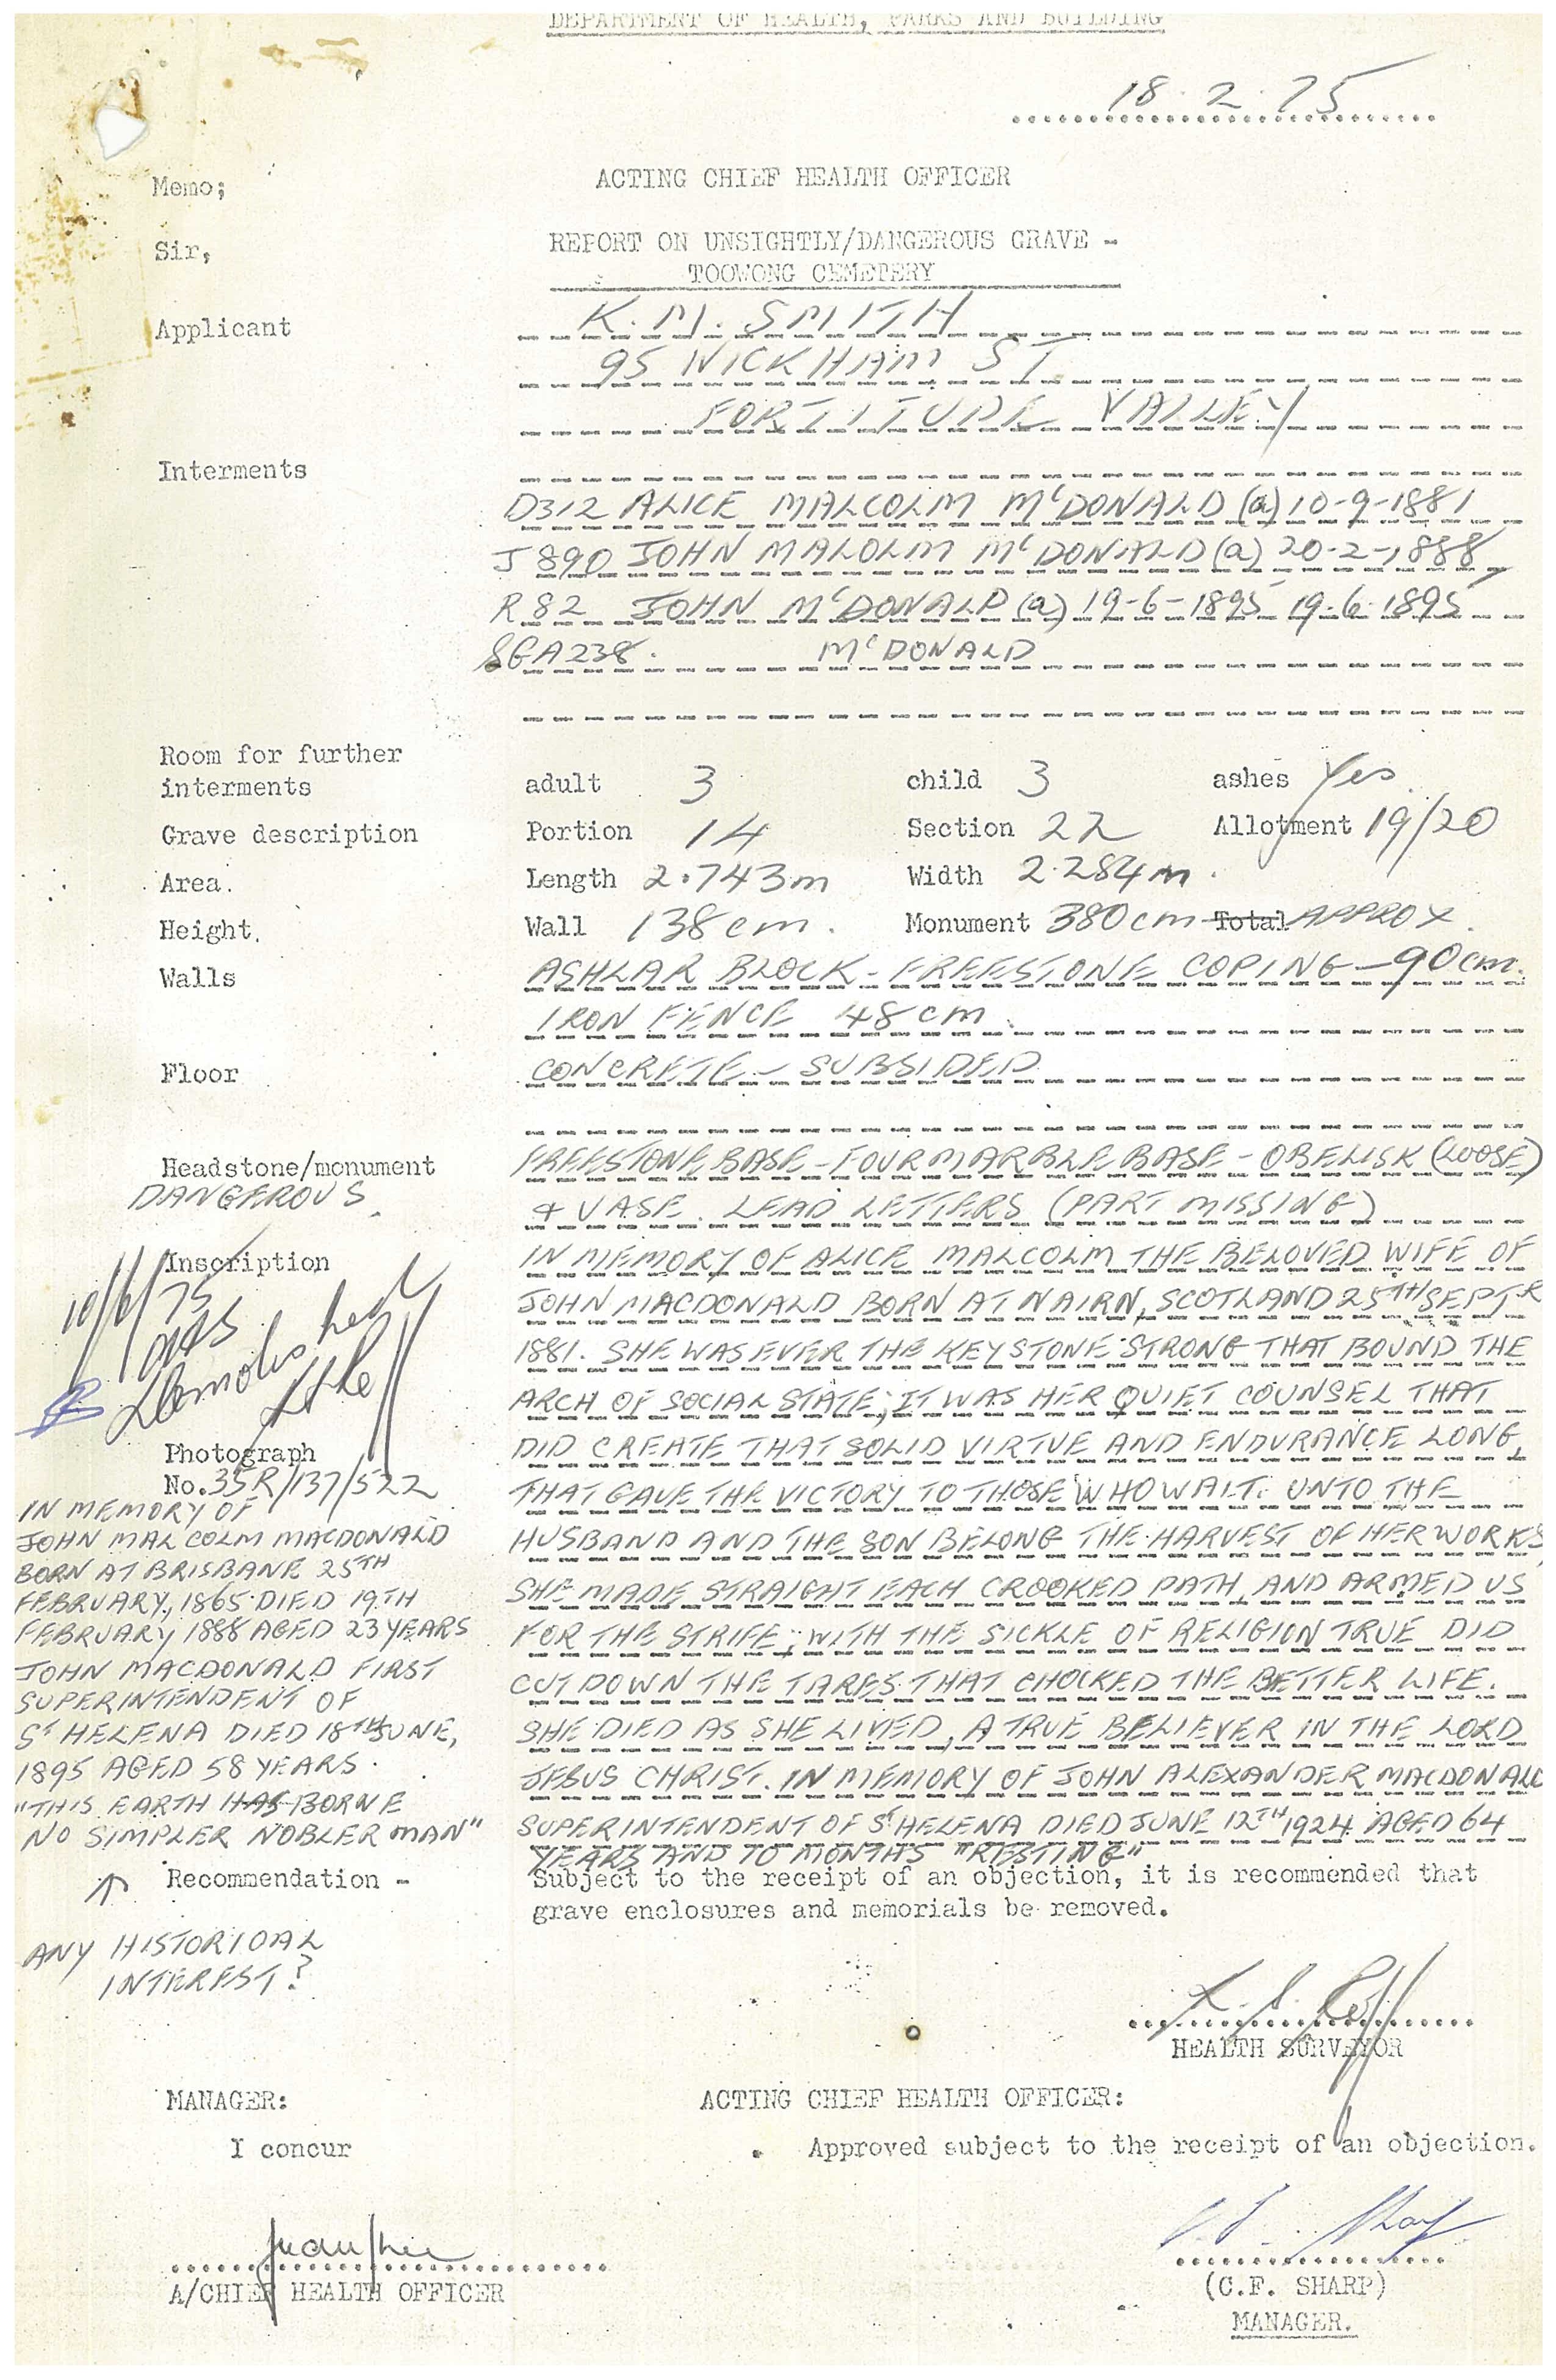 DEPARTMENT OF HEALTH, PARKS AND BUILDING
18.2.75
Memo; ACTING CHIEF HEALTH OFFICER
Sir, REPORT ON UNSIGHTLY/DANGEROUS GRAVE -
TOOWONG CEMETERY
Applicant K. M. SMITH
95 WICKHAM ST
FORTITUDE VALLEY
Interments
D312 ALICE MALCOLM McDONALD (a) 10-9-1881
J 890 JOHN MALOLM McDONALD (a) 20-2-1888
R 82 JOHN McDONALD (a) 19-6-1895 19.6.1895
SGA238. McDONALD
Room for further
interments adult 3 child 3 ashes Yes
Grave description Portion 14 Section 22 Allotment 19/20
Area. Length 2.743m Width 2.284m.
Height. Wall 138cm. Monument 380cm Total APPROX.
Walls ASHLAR BLOCK - FREESTONE COPING - 90cm.
IRON FENCE 48cm.
Floor CONCRETE - SUBSIDED
Headstone/monument FREESTONE BASE - FOUR MARBLE BASE - OBELISK (LOOSE)
DANGEROUS. & VASE. LEAD LETTERS (PART MISSING)
Inscription IN MEMORY OF ALICE MALCOLM THE BELOVED WIFE OF
JOHN MACDONALD BORN AT NAIRN, SCOTLAND 25TH SEPTR
1881. SHE WAS EVER THE KEYSTONE STRONG THAT BOUND THE
ARCH OF SOCIAL STATE; IT WAS HER QUIET COUNSEL THAT
DID CREATE THAT SOLID VIRTUE AND ENDURANCE LONG,
THAT GAVE THE VICTORY TO THOSE WHO WAIT. UNTO THE
HUSBAND AND THE SON BELONG THE HARVEST OF HER WORKS,
SHE MADE STRAIGHT EACH CROOKED PATH, AND ARMED US
FOR THE STRIFE; WITH THE SICKLE OF RELIGION TRUE DID
CUT DOWN THE TARES THAT CHOCKED THE BETTER LIFE.
SHE DIED AS SHE LIVED, A TRUE BELIEVER IN THE LORD
JESUS CHRIST. IN MEMORY OF JOHN ALEXANDER MACDONALD
SUPERINTENDENT OF ST HELENA DIED JUNE 12TH 1924 AGED 64
YEARS AND 10 MONTHS "RESTING"
10/6/75
Photograph
No. 35R/137/522
IN MEMORY OF
JOHN MALCOLM MACDONALD
BORN AT BRISBANE 25TH
FEBRUARY, 1865 DIED 19TH
FEBRUARY 1888 AGED 23 YEARS
JOHN MACDONALD FIRST
SUPERINTENDENT OF
ST HELENA DIED 18TH JUNE,
1895 AGED 58 YEARS.
"THIS EARTH HAS BORNE
NO SIMPLER NOBLER MAN"
Recommendation - Subject to the receipt of an objection, it is recommended that
grave enclosures and memorials be removed.
ANY HISTORICAL
INTEREST?
HEALTH SURVEYOR
MANAGER: ACTING CHIEF HEALTH OFFICER:
I concur Approved subject to the receipt of an objection.
A/CHIEF HEALTH OFFICER (C.F. SHARP)
MANAGER.